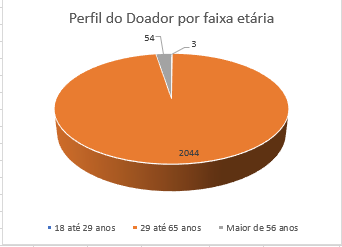 Perfil do Doador por faixa etária
54
3
2044
18 até 29 anos
29 até 65 anos
Maior de 56 anos